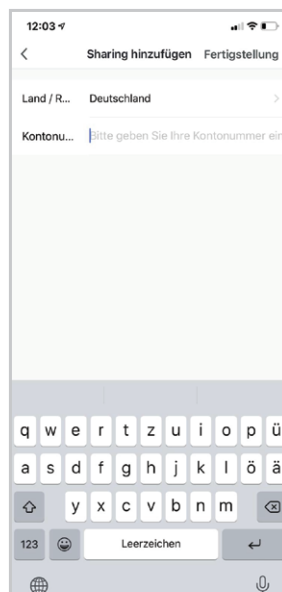 12:03
Sharing hinzufügen Fertigstellung
Land / R... Deutschland
Kontonu... Bitte geben Sie Ihre Kontonummer ein
q w e r t z u i o p ü
a s d f g h j k l ö ä
y x c v b n m
123 Leerzeichen